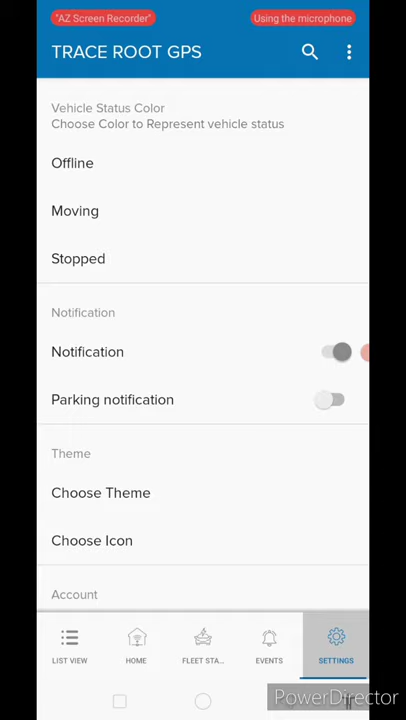 "AZ Screen Recorder"
Using the microphone
TRACE ROOT GPS
Vehicle Status Color
Choose Color to Represent vehicle status
Offline
Moving
Stopped
Notification
Notification
Parking notification
Theme
Choose Theme
Choose Icon
Account
LIST VIEW
HOME
FLEET STA...
EVENTS
SETTINGS
PowerDirector